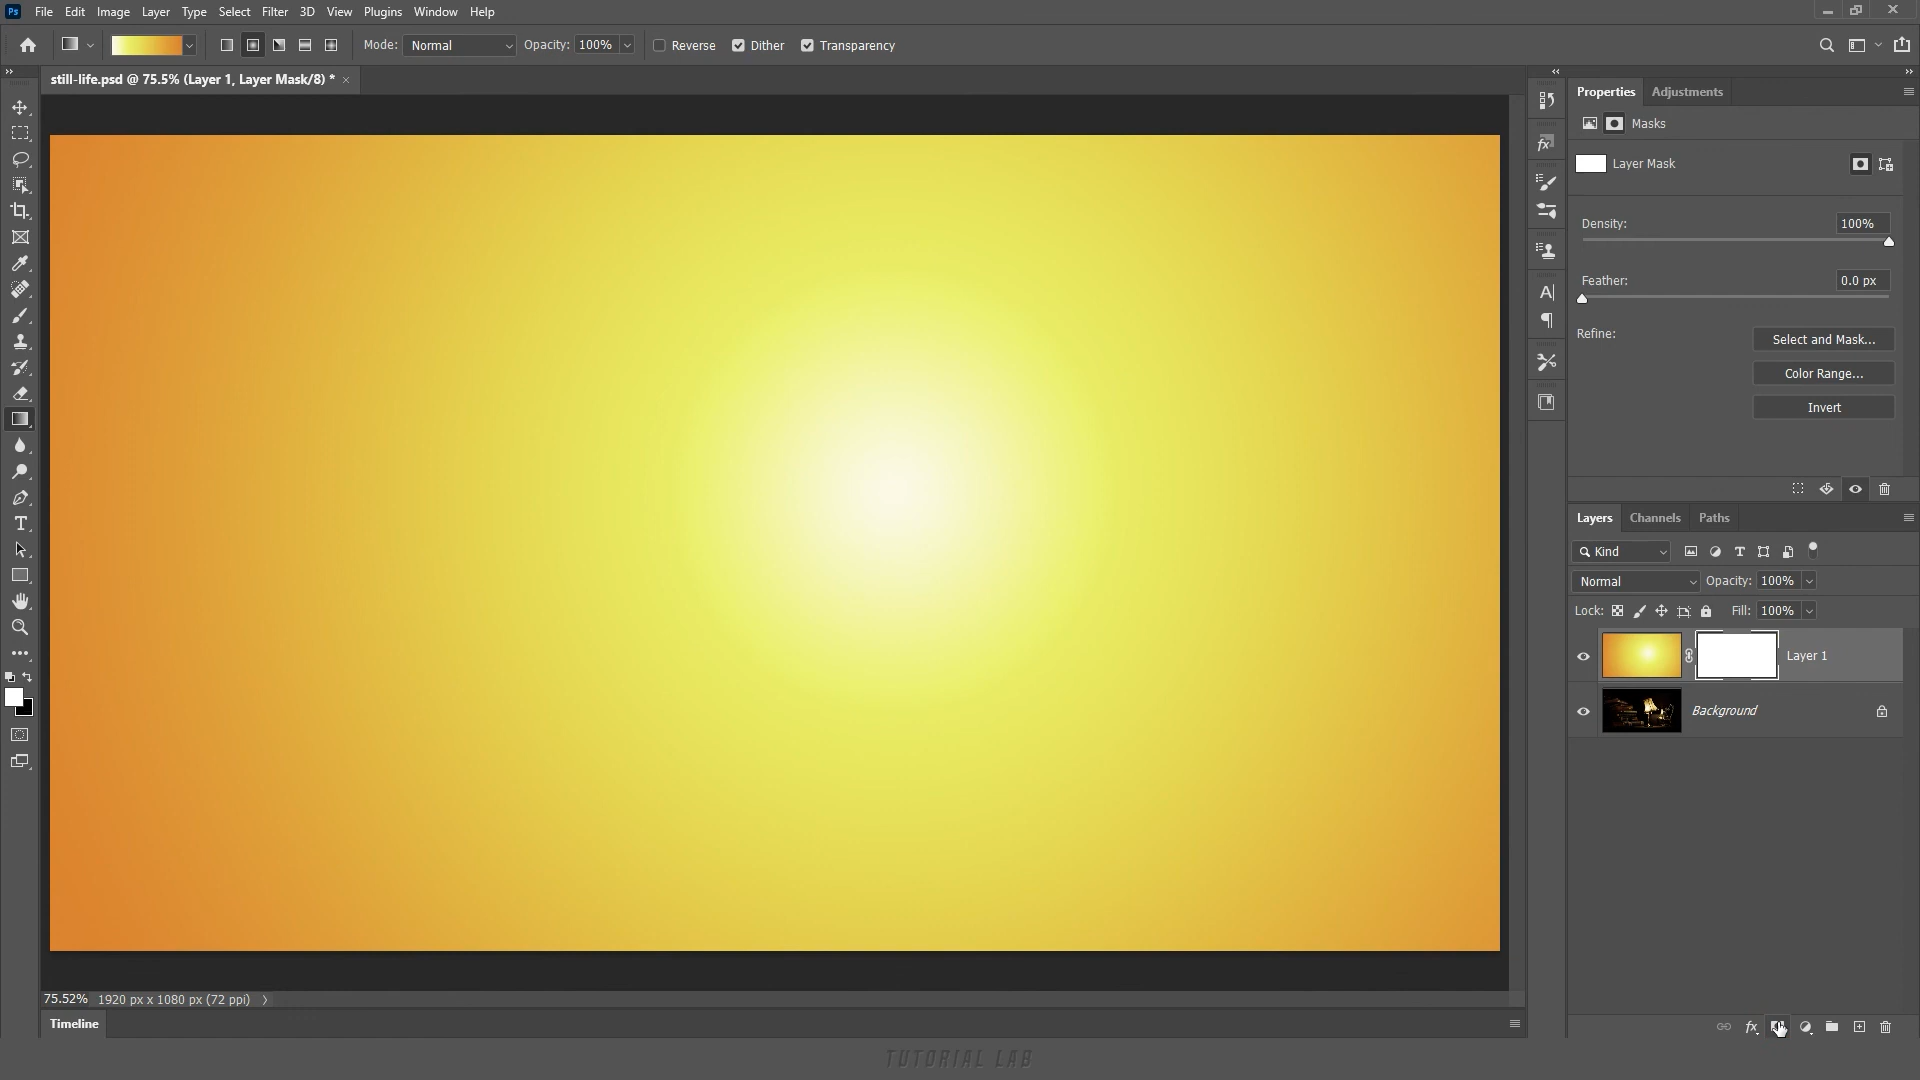 Ps File Edit Image Layer Type Select Filter 3D View Plugins Window Help
Mode: Normal Opacity: 100% Reverse Dither Transparency
still-life.psd @ 75.5% (Layer 1, Layer Mask/8) * ×
Properties Adjustments
Masks
Layer Mask
Density: 100%
Feather: 0.0 px
Refine: Select and Mask...
Color Range...
Invert
Layers Channels Paths
Kind
Normal Opacity: 100%
Lock: Fill: 100%
Layer 1
Background
75.52% 1920 px x 1080 px (72 ppi)
Timeline
TUTORIAL LAB